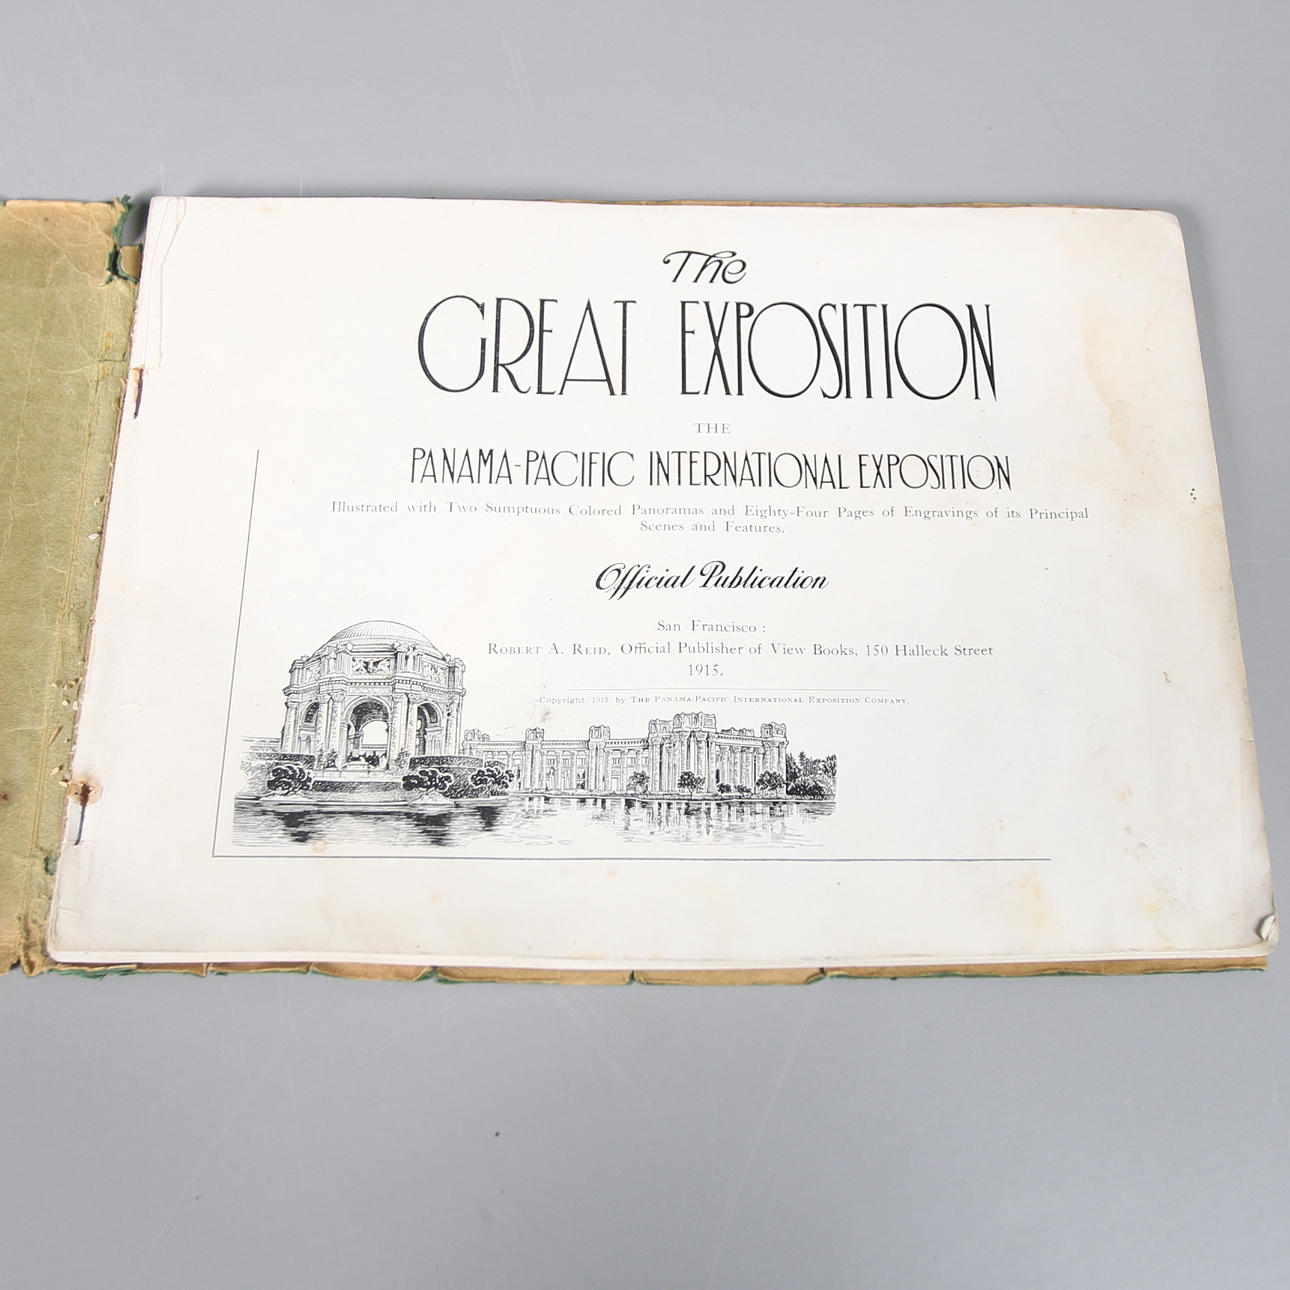 The
GREAT EXPOSITION
THE
PANAMA-PACIFIC INTERNATIONAL EXPOSITION
Illustrated with Two Sumptuous Colored Panoramas and Eighty-Four Pages of Engravings of its Principal
Scenes and Features.
Official Publication
San Francisco:
ROBERT A. REID, Official Publisher of View Books, 150 Halleck Street
1915.
Copyright, 1915, by THE PANAMA-PACIFIC INTERNATIONAL EXPOSITION COMPANY.